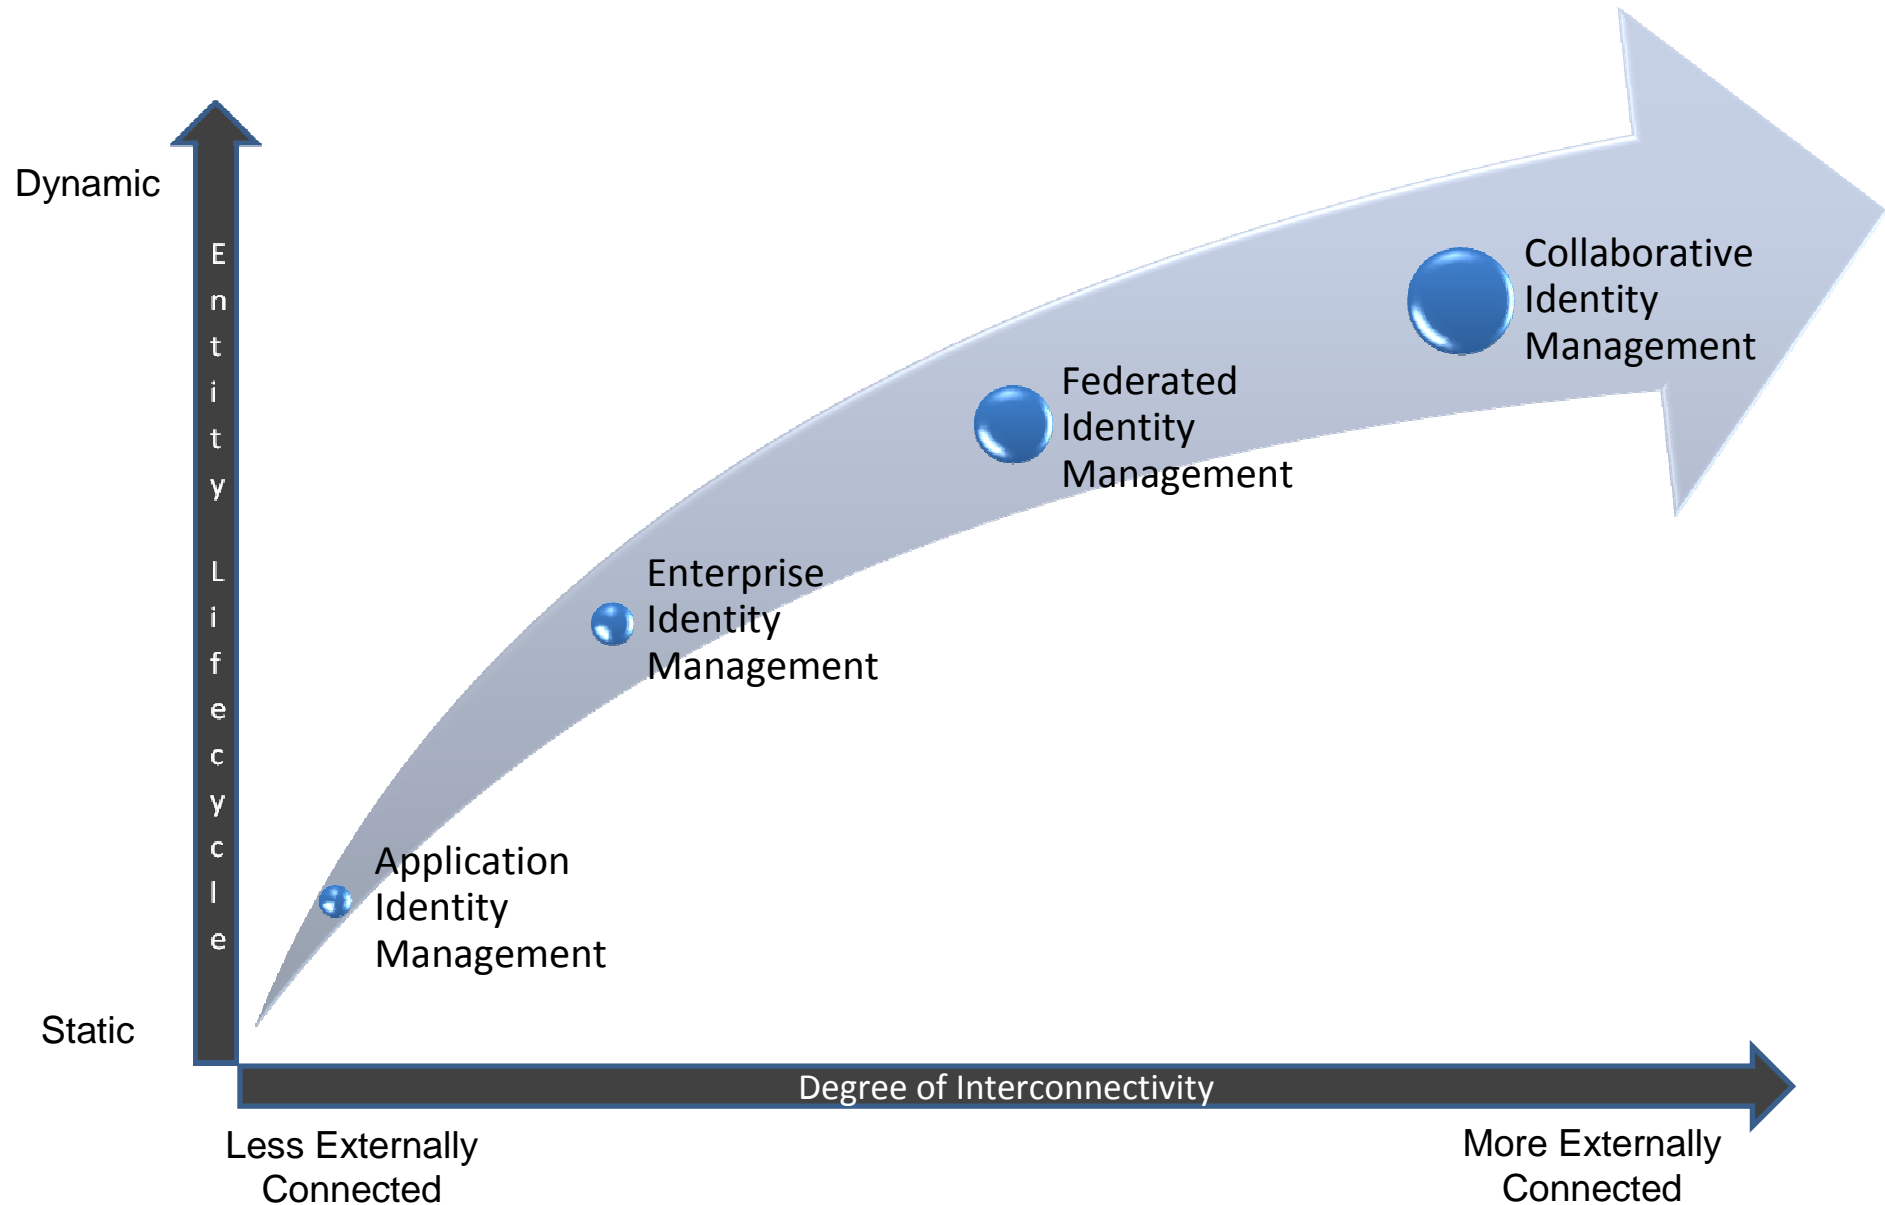 Dynamic
Entity Lifecycle
Static
Collaborative
Identity
Management
Federated
Identity
Management
Enterprise
Identity
Management
Application
Identity
Management
Degree of Interconnectivity
Less Externally
Connected
More Externally
Connected